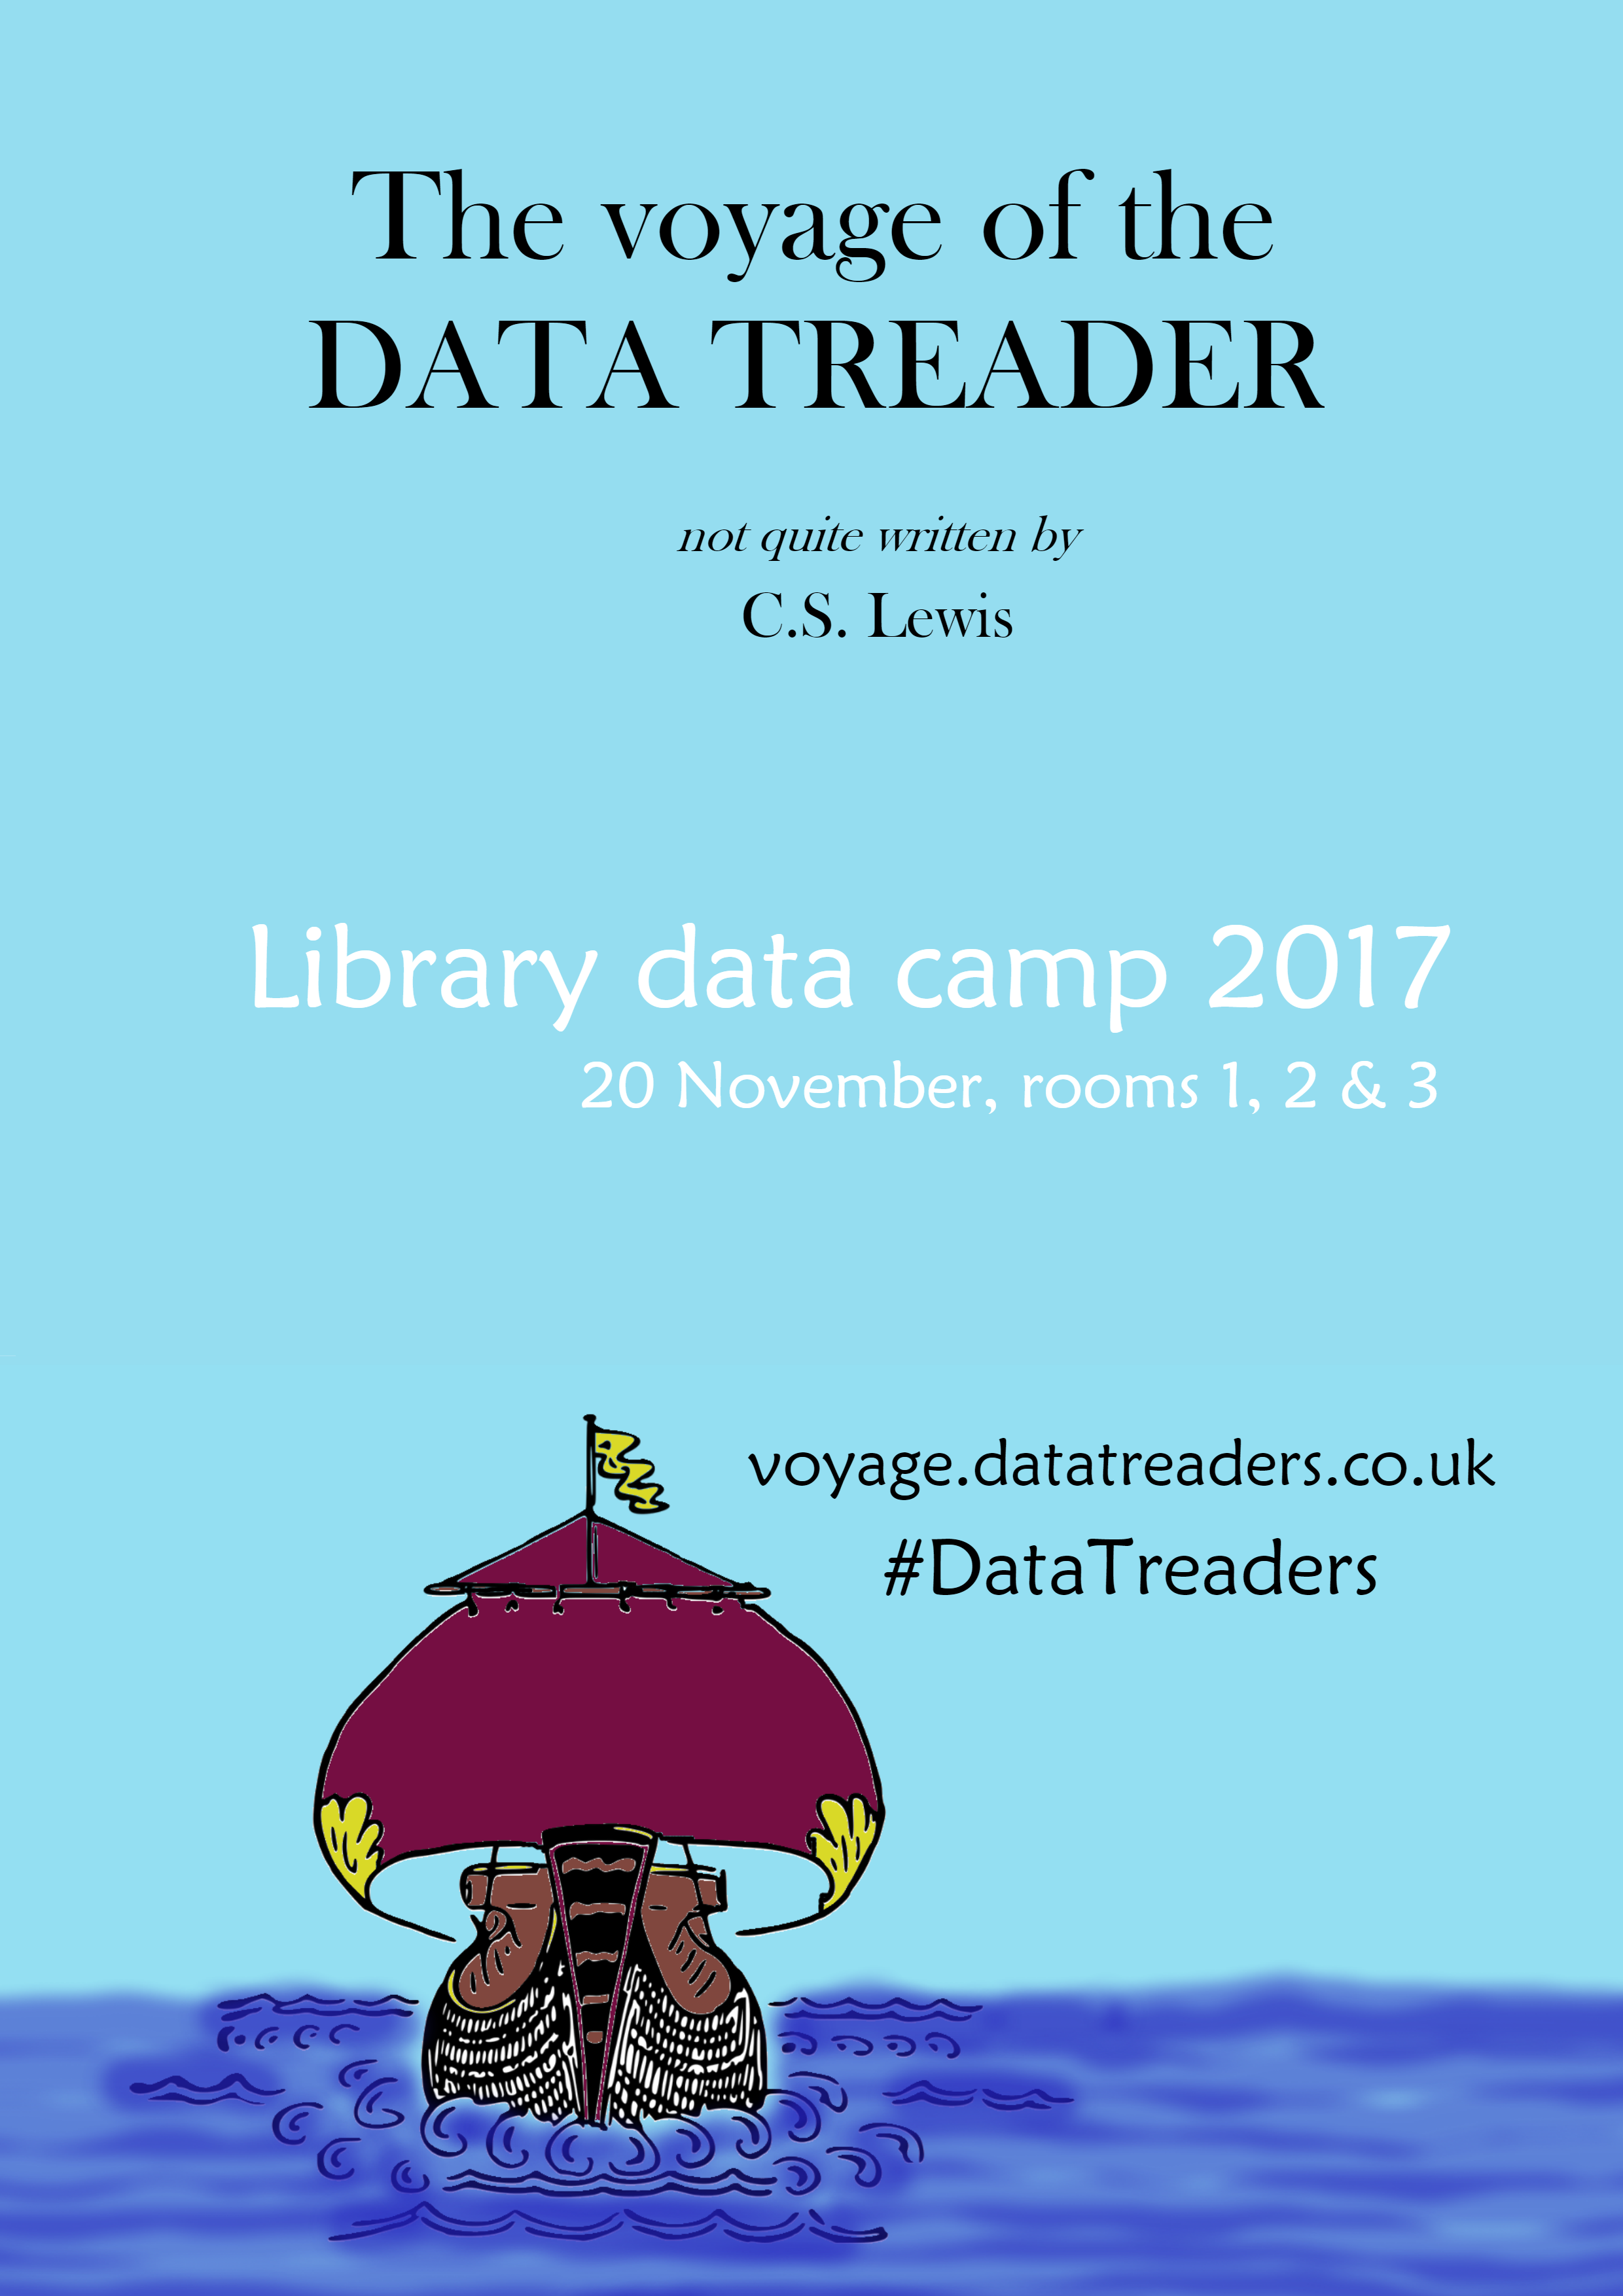 The voyage of the
DATA TREADER
not quite written by
C.S. Lewis
Library data camp 2017
20 November, rooms 1, 2 & 3
voyage.datatreaders.co.uk
#DataTreaders